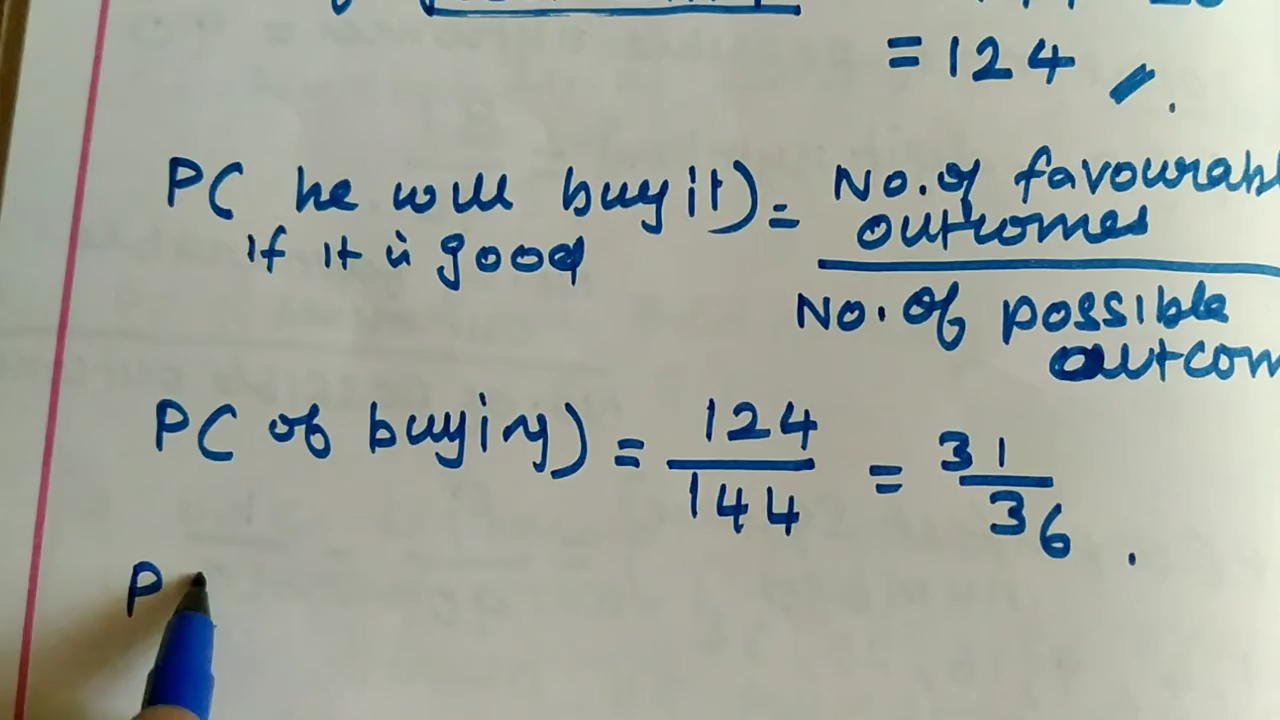 = 124
P( he will buy it) = No. of favourabl
if it is good outcomes
No. of possible
outcom
P( of buying) = 124/144 = 31/36 .
P